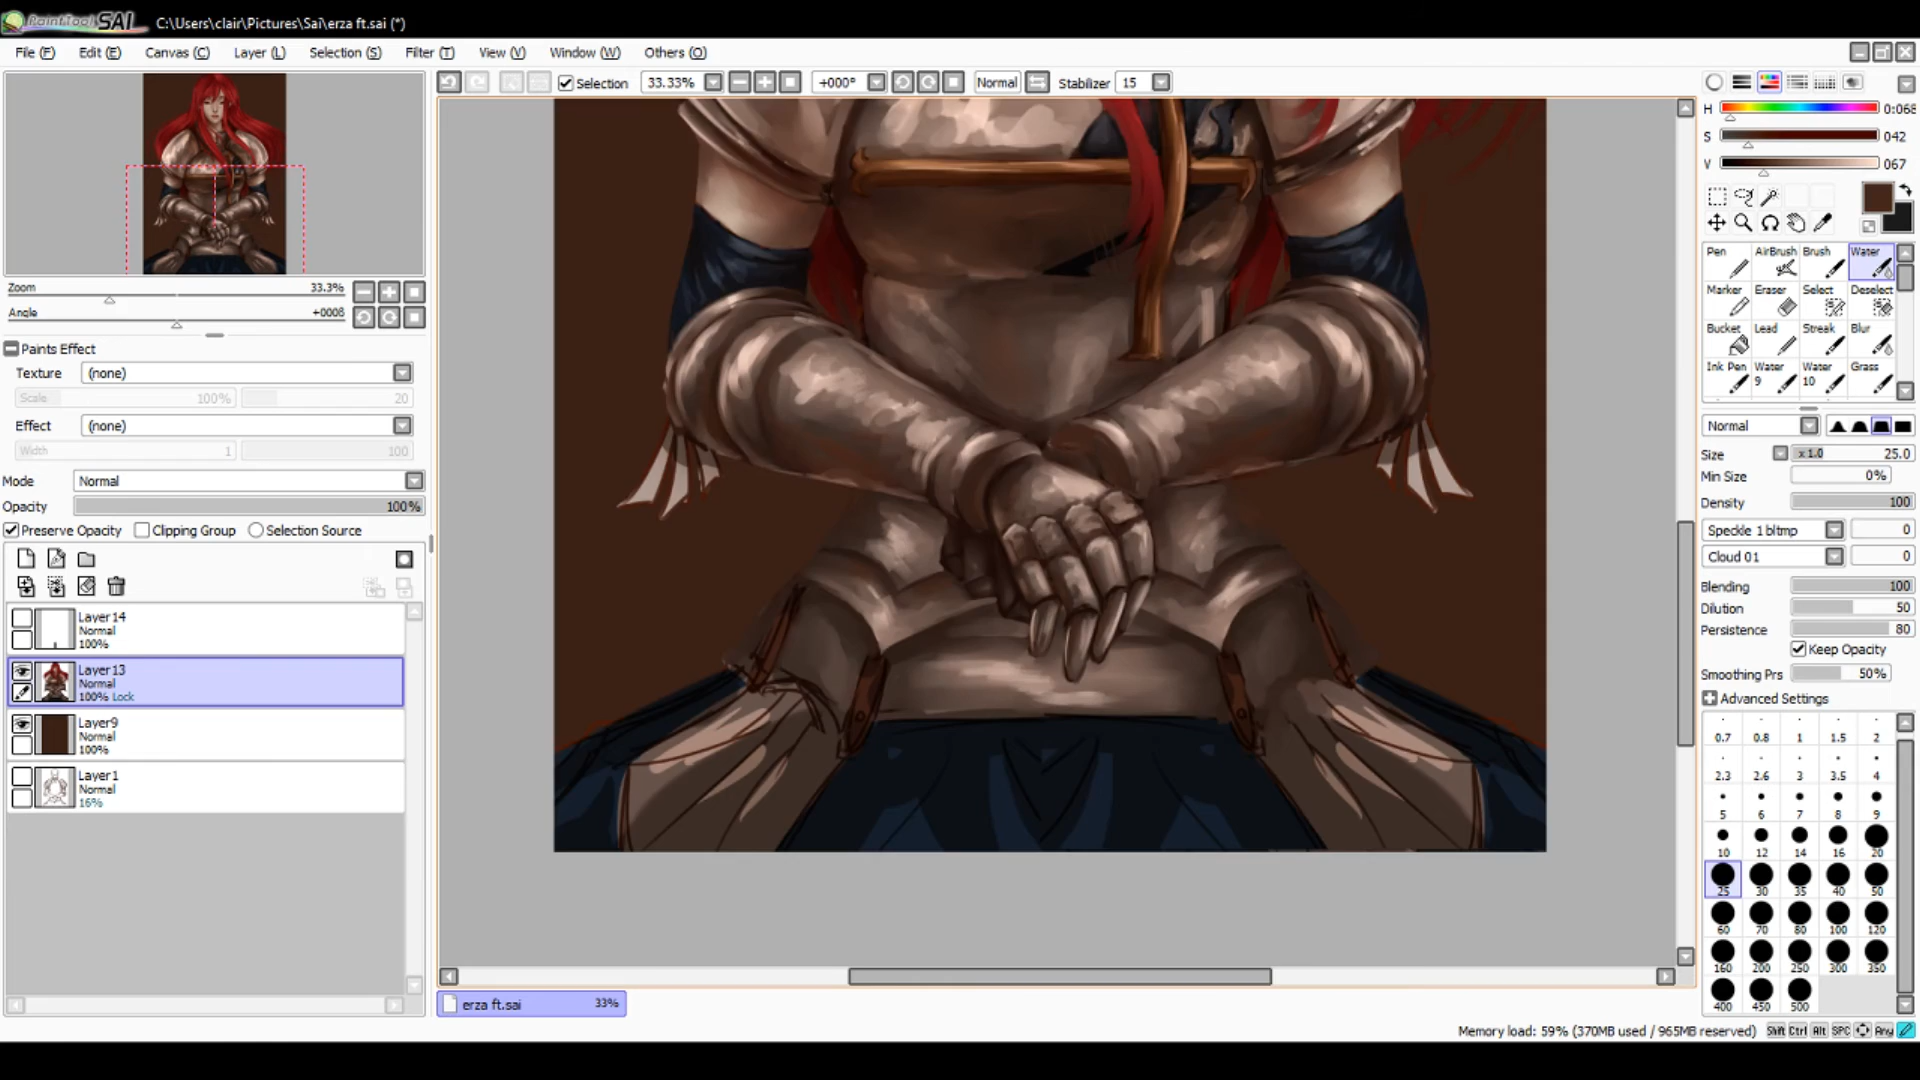 PaintTool SAI C:\Users\clair\Pictures\Sai\erza ft.sai (*)
File (F) Edit (E) Canvas (C) Layer (L) Selection (S) Filter (T) View (V) Window (W) Others (O)
Selection 33.33% +000° Normal Stabilizer 15
Zoom 33.3%
Angle +000ß
Paints Effect
Texture (none)
Scale 100% 20
Effect (none)
Width 1 100
Mode Normal
Opacity 100%
Preserve Opacity Clipping Group Selection Source
Layer14
Normal
100%
Layer13
Normal
100% Lock
Layer9
Normal
100%
Layer1
Normal
16%
erza ft.sai 33%
H 0:068
S 042
V 067
Pen AirBrush Brush Water
Marker Eraser Select Deselect
Bucket Lead Streak Blur
Ink Pen Water 9 Water 10 Grass
Normal
Size x 1.0 25.0
Min Size 0%
Density 100
Speckle 1 bltmp 0
Cloud 01 0
Blending 100
Dilution 50
Persistence 80
Keep Opacity
Smoothing Prs 50%
Advanced Settings
0.7 0.8 1 1.5 2
2.3 2.6 3 3.5 4
5 6 7 8 9
10 12 14 16 20
25 30 35 40 50
60 70 80 100 120
160 200 250 300 350
400 450 500
Memory load: 59% (370MB used / 965MB reserved) Shift Ctrl Alt SPC Any